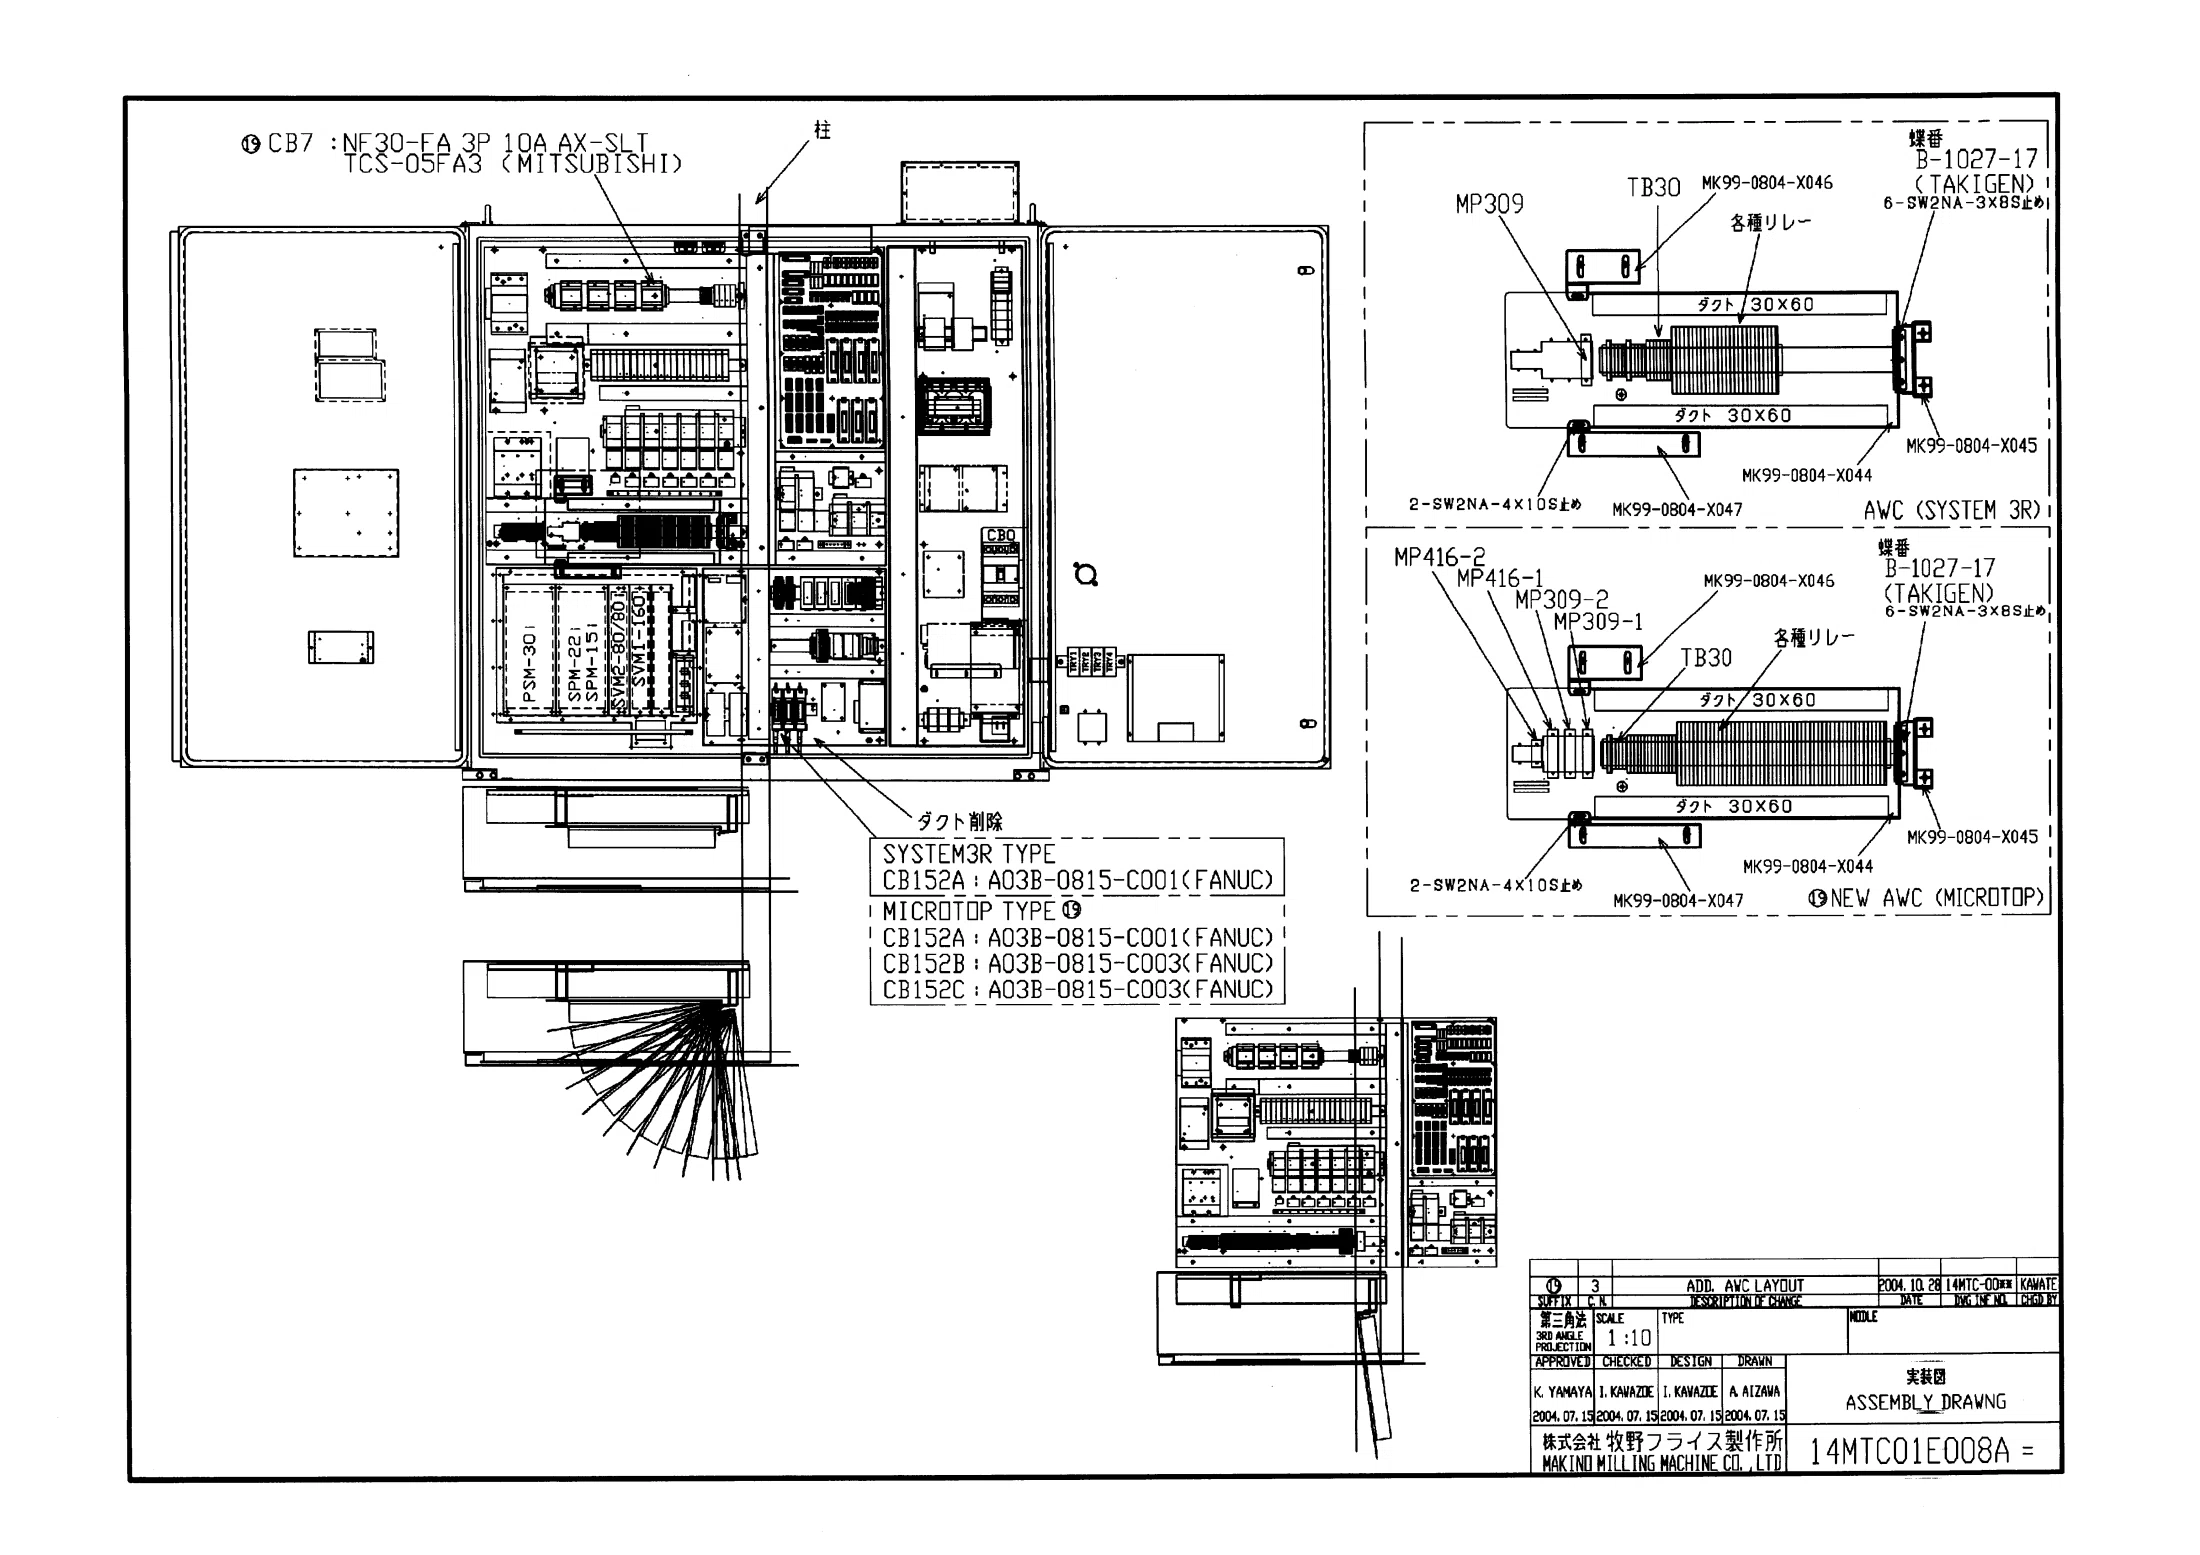 ⑲CB7 :NF30-FA 3P 10A AX-SLT
TCS-05FA3 (MITSUBISHI)
柱
CB0
PSM-30i
SPM-22i
SPM-15i
SVM2-80/80i
SVM1-160
TRY1
TRY2
TRY3
TRY4
ダクト削除
SYSTEM3R TYPE
CB152A:A03B-0815-C001(FANUC)
MICROTOP TYPE⑲
CB152A:A03B-0815-C001(FANUC)
CB152B:A03B-0815-C003(FANUC)
CB152C:A03B-0815-C003(FANUC)
蝶番
B-1027-17
(TAKIGEN)
6-SW2NA-3X8S止め
MP309
TB30
MK99-0804-X046
各種リレー
ダクト 30X60
ダクト 30X60
MK99-0804-X045
MK99-0804-X044
2-SW2NA-4X10S止め
MK99-0804-X047
AWC (SYSTEM 3R)
MP416-2
MP416-1
MP309-2
MP309-1
蝶番
B-1027-17
(TAKIGEN)
6-SW2NA-3X8S止め
MK99-0804-X046
各種リレー
TB30
ダクト 30X60
ダクト 30X60
MK99-0804-X045
MK99-0804-X044
2-SW2NA-4X10S止め
MK99-0804-X047
⑲NEW AWC (MICROTOP)
⑲ 3 ADD. AWC LAYOUT 2004.10.28 14MTC-00** KAWATE
SUFFIX C.N. DESCRIPTION OF CHANGE DATE DWG INF NO. CHGD BY
第三角法
3RD ANGLE
PROJECTION
SCALE
1:10
TYPE
MODLE
APPROVED CHECKED DESIGN DRAWN
K. YAMAYA I. KAWAZOE I. KAWAZOE A. AIZAWA
2004.07.15 2004.07.15 2004.07.15 2004.07.15
実装図
ASSEMBLY DRAWNG
株式会社 牧野フライス製作所
MAKINO MILLING MACHINE CO.,LTD
14MTC01E008A =